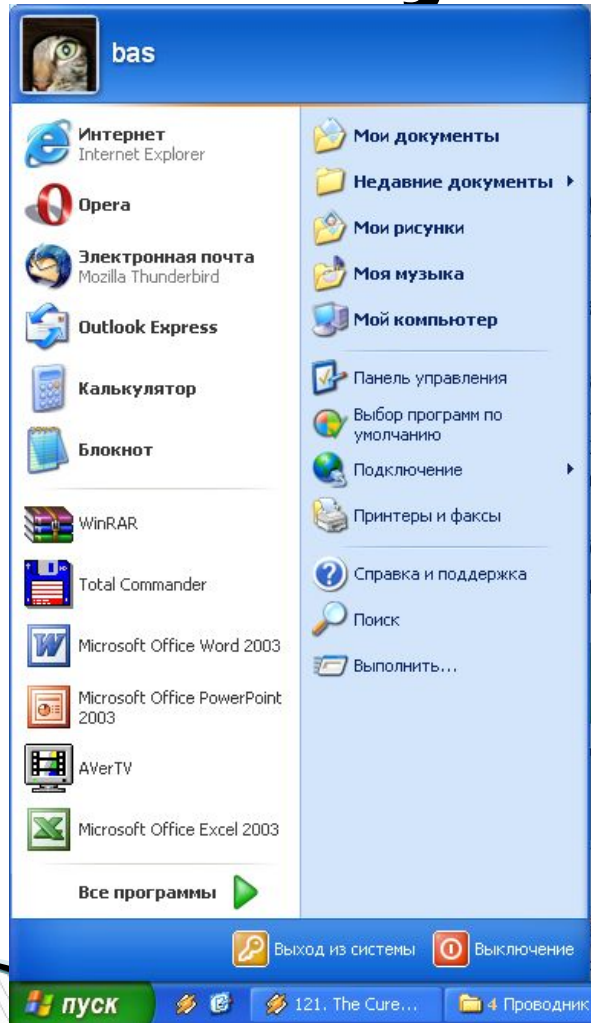 bas
Интернет
Internet Explorer
Opera
Электронная почта
Mozilla Thunderbird
Outlook Express
Калькулятор
Блокнот
WinRAR
Total Commander
Microsoft Office Word 2003
Microsoft Office PowerPoint
2003
AVerTV
Microsoft Office Excel 2003
Все программы
Мои документы
Недавние документы
Мои рисунки
Моя музыка
Мой компьютер
Панель управления
Выбор программ по
умолчанию
Подключение
Принтеры и факсы
Справка и поддержка
Поиск
Выполнить...
Выход из системы
Выключение
пуск
121. The Cure...
4 Проводник